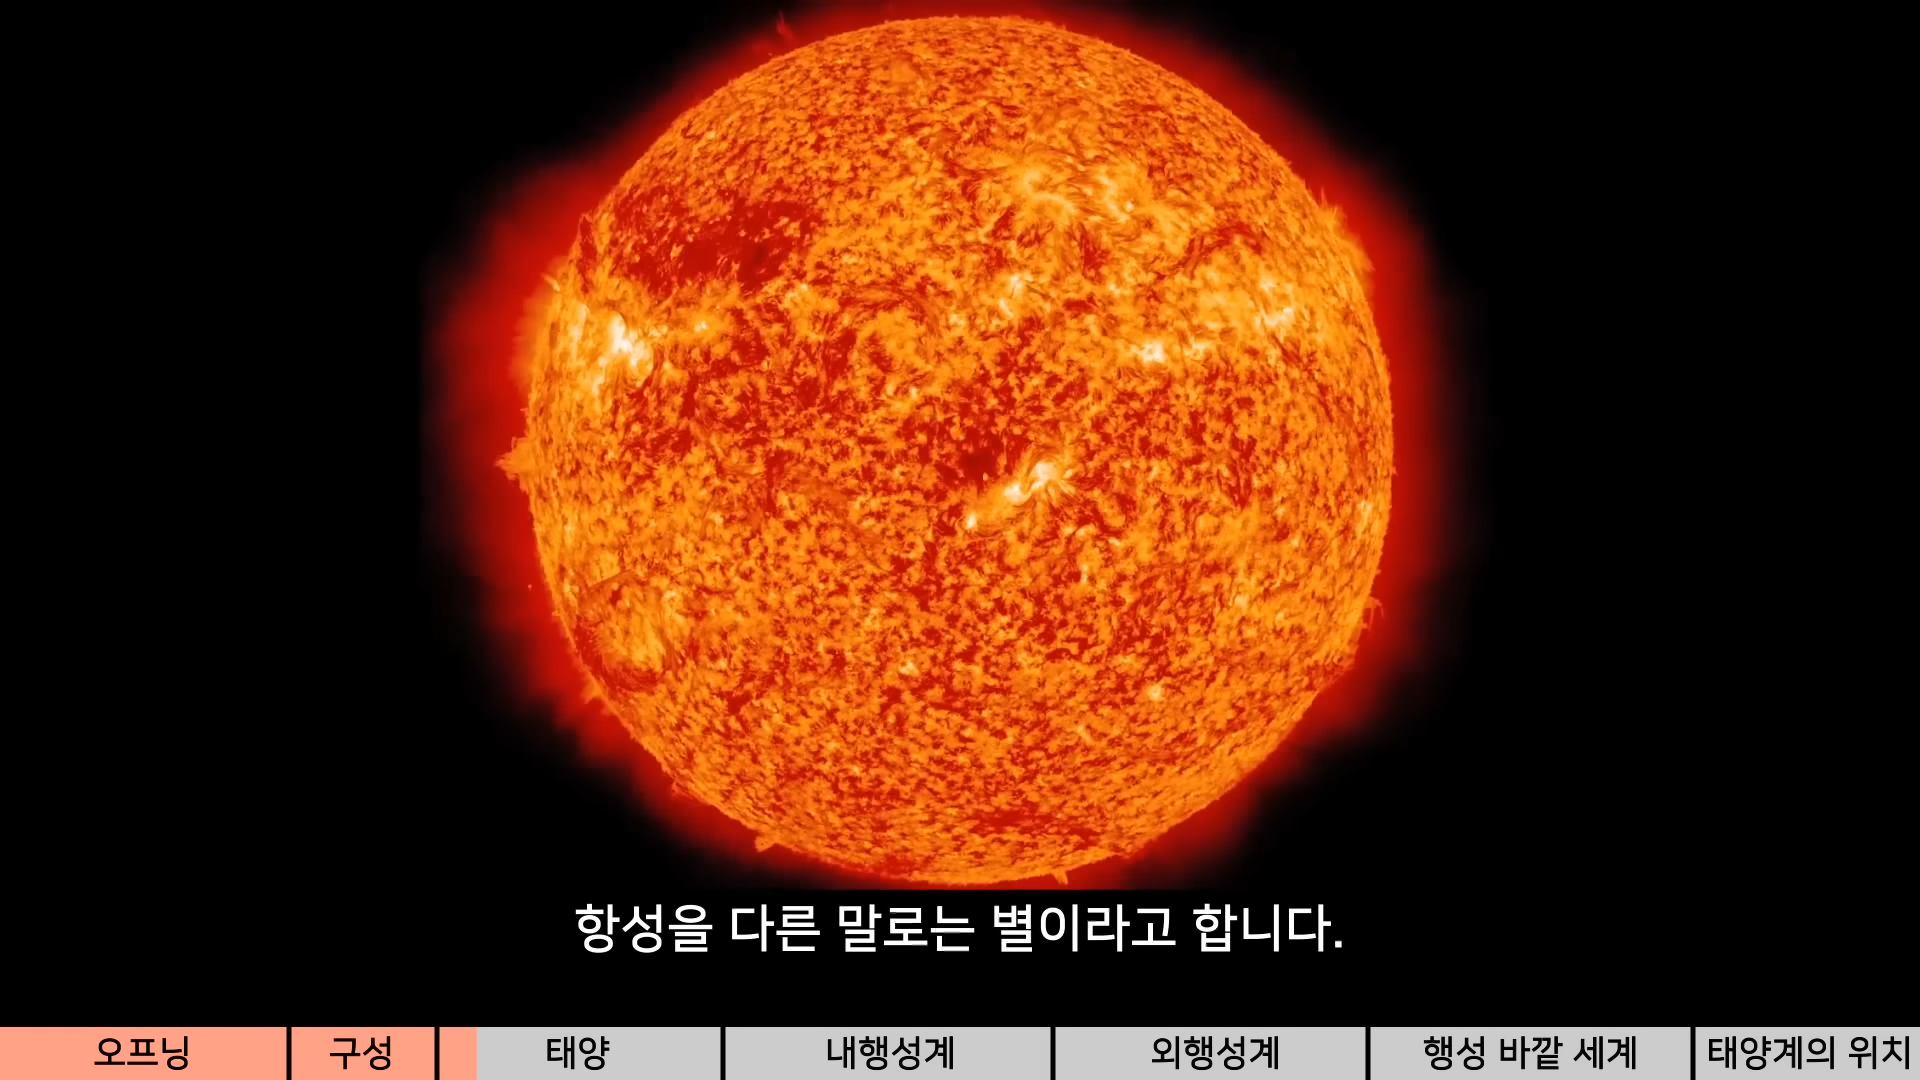 항성을 다른 말로는 별이라고 합니다.
오프닝
구성
태양
내행성계
외행성계
행성 바깥 세계
태양계의 위치